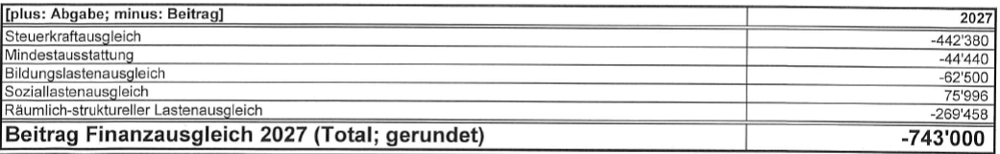 [plus: Abgabe; minus: Beitrag] 2027
Steuerkraftausgleich -442'380
Mindestausstattung -44'440
Bildungslastenausgleich -62'500
Soziallastenausgleich 75'996
Räumlich-struktureller Lastenausgleich -269'458
Beitrag Finanzausgleich 2027 (Total; gerundet) -743'000